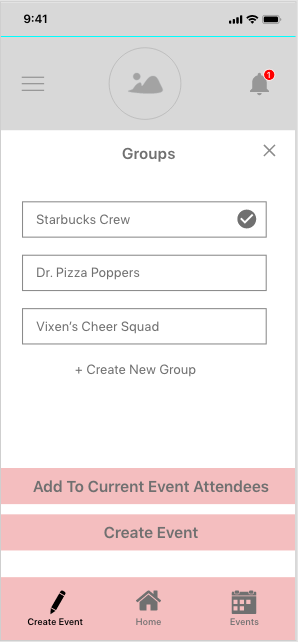 9:41
1
Groups
Starbucks Crew
Dr. Pizza Poppers
Vixen's Cheer Squad
+ Create New Group
Add To Current Event Attendees
Create Event
Create Event Home Events